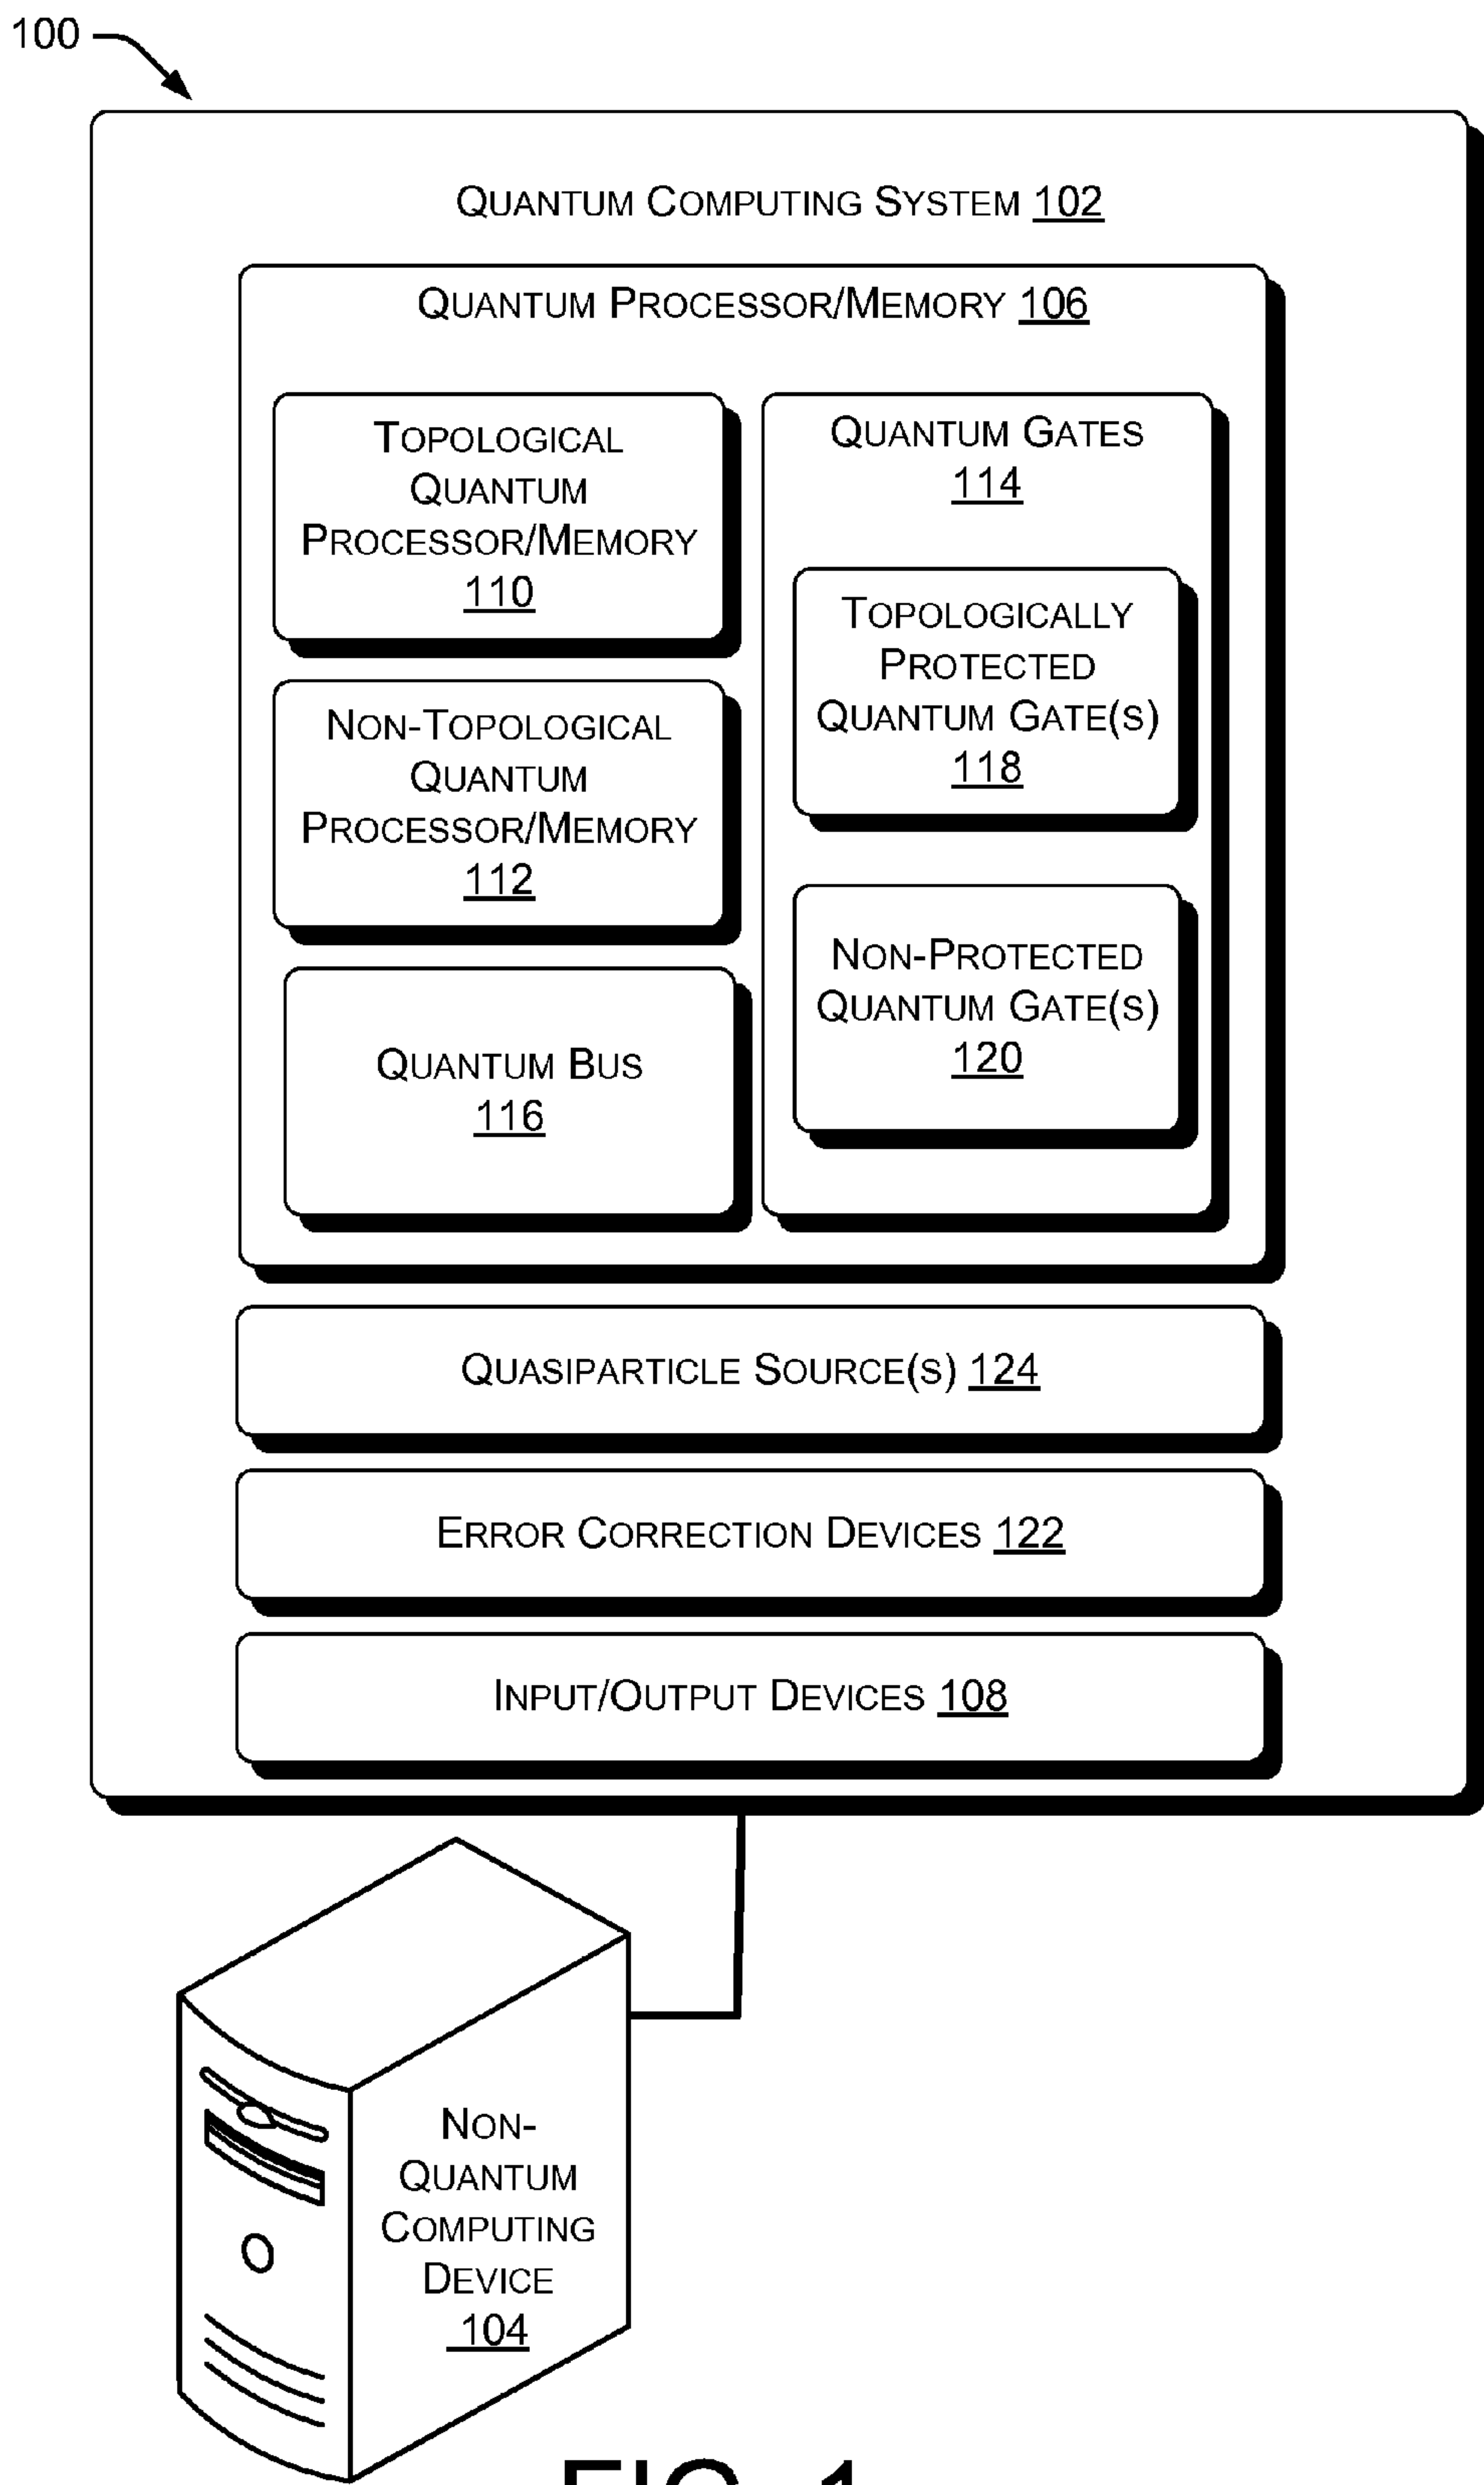 100
QUANTUM COMPUTING SYSTEM 102
QUANTUM PROCESSOR/MEMORY 106
TOPOLOGICAL
QUANTUM
PROCESSOR/MEMORY
110
NON-TOPOLOGICAL
QUANTUM
PROCESSOR/MEMORY
112
QUANTUM BUS
116
QUANTUM GATES
114
TOPOLOGICALLY
PROTECTED
QUANTUM GATE(S)
118
NON-PROTECTED
QUANTUM GATE(S)
120
QUASIPARTICLE SOURCE(S) 124
ERROR CORRECTION DEVICES 122
INPUT/OUTPUT DEVICES 108
NON-
QUANTUM
COMPUTING
DEVICE
104
FIG. 1